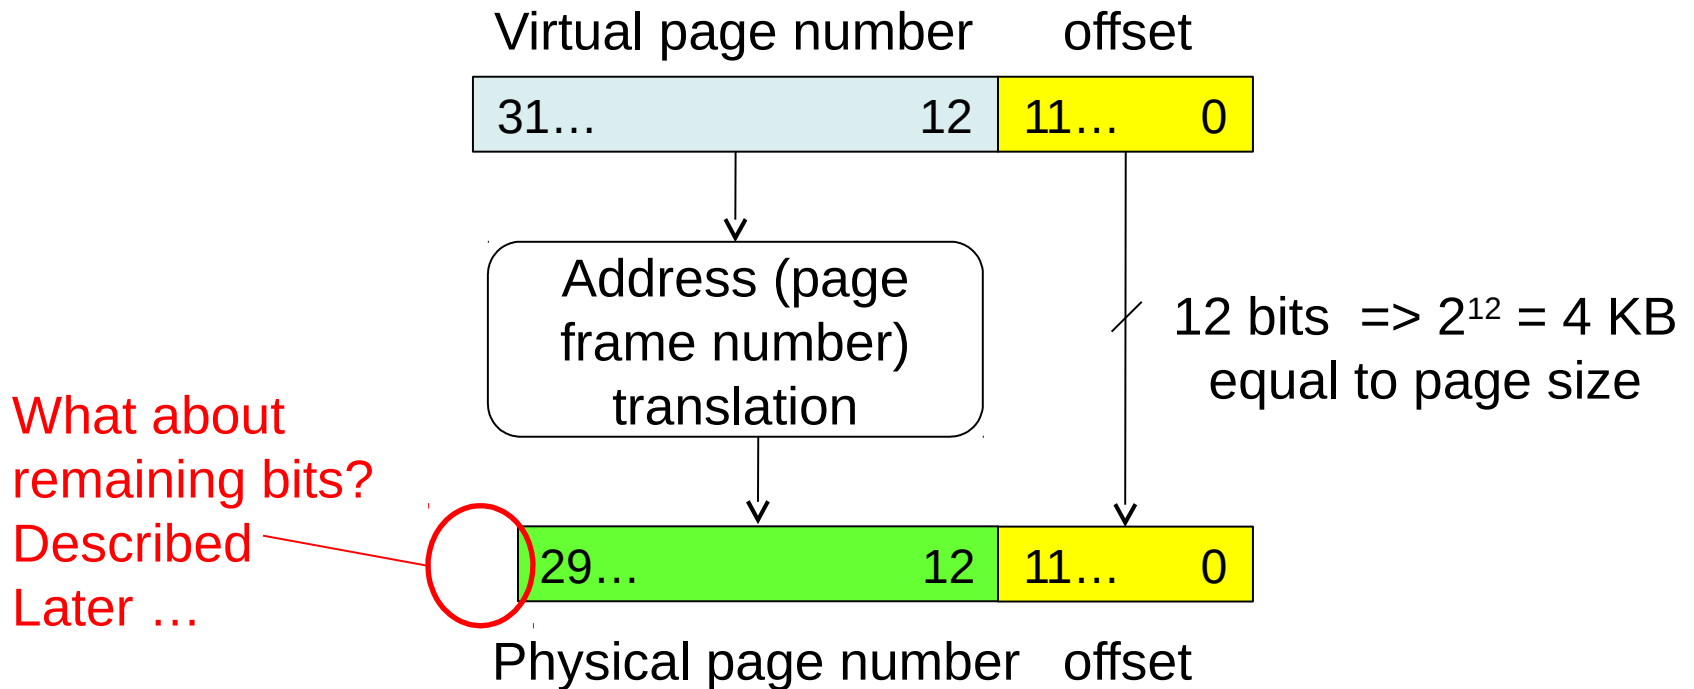 Virtual page number offset
31… 12 11… 0
Address (page
frame number)
translation
12 bits => 2¹² = 4 KB
equal to page size
What about
remaining bits?
Described
Later …
29… 12 11… 0
Physical page number offset